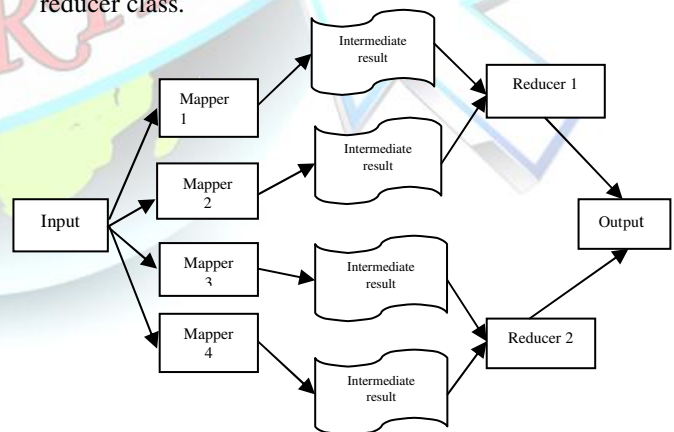 reducer class.
Intermediate
result
Reducer 1
Mapper
1
Intermediate
result
Mapper
2
Input
Output
Mapper
3
Intermediate
result
Mapper
4
Reducer 2
Intermediate
result